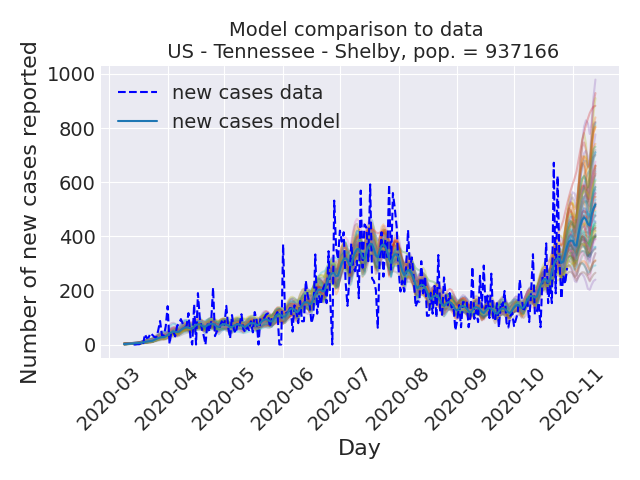 Model comparison to data
US - Tennessee - Shelby, pop. = 937166
Number of new cases reported
1000
800
600
400
200
0
new cases data
new cases model
2020-03
2020-04
2020-05
2020-06
2020-07
2020-08
2020-09
2020-10
2020-11
Day